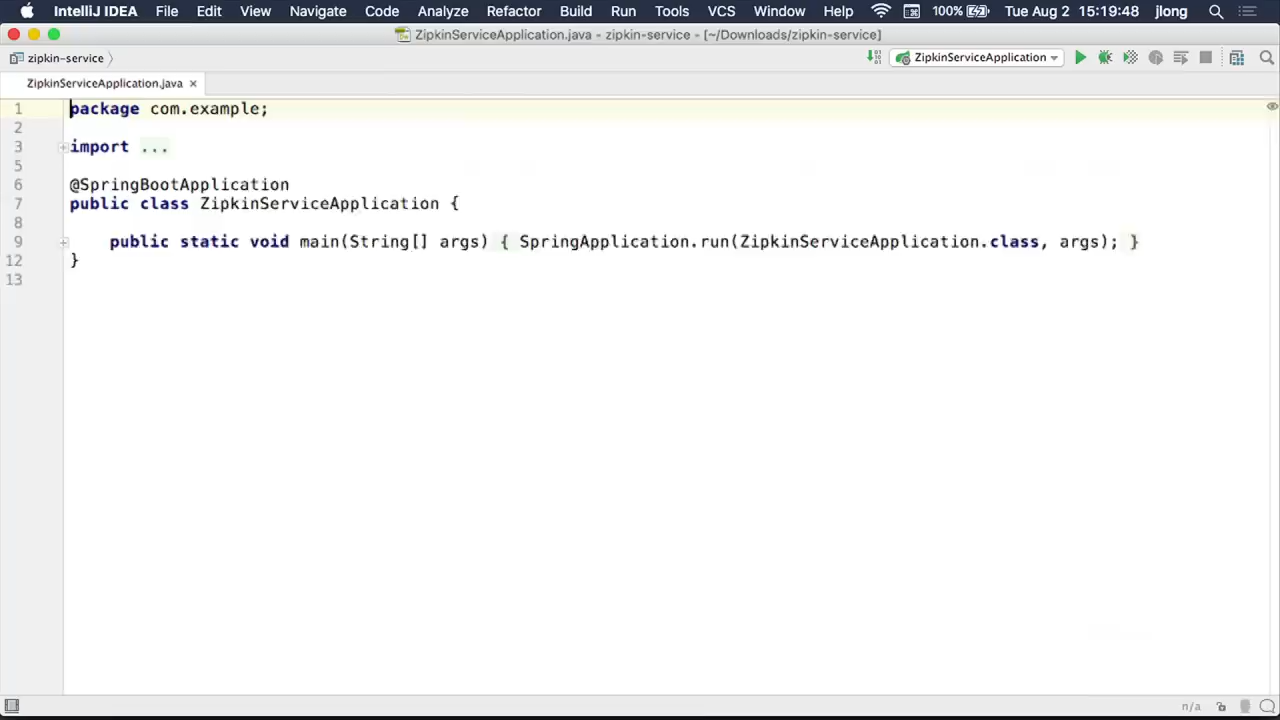 IntelliJ IDEA File Edit View Navigate Code Analyze Refactor Build Run Tools VCS Window Help 100% Tue Aug 2 15:19:48 jlong
ZipkinServiceApplication.java - zipkin-service - [~/Downloads/zipkin-service]
zipkin-service ZipkinServiceApplication
ZipkinServiceApplication.java
1 package com.example;
2
3 import ...
5
6 @SpringBootApplication
7 public class ZipkinServiceApplication {
8
9 public static void main(String[] args) { SpringApplication.run(ZipkinServiceApplication.class, args); }
12 }
13
n/a